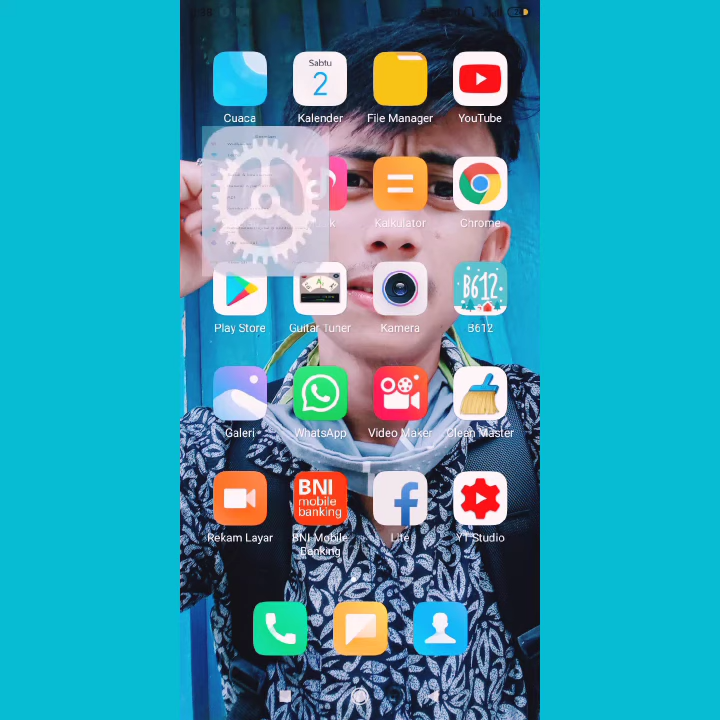 Sabtu
2
Cuaca
Kalender
File Manager
YouTube
Kalkulator
Chrome
B612
Play Store
Guitar Tuner
Kamera
B612
Galeri
WhatsApp
Video Maker
Clean Master
BNI
mobile
banking
Rekam Layar
BNI Mobile
Banking
Lite
YT Studio